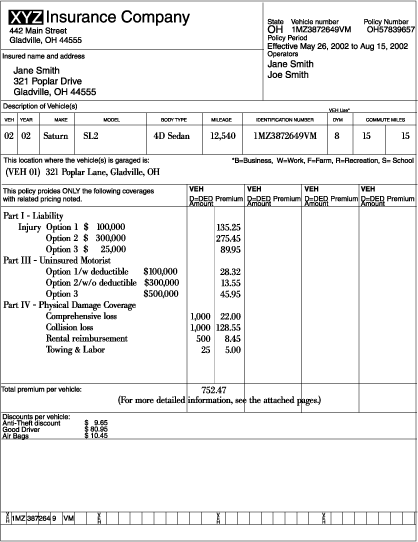 XYZ Insurance Company
442 Main Street
Gladville, OH 44555
State Vehicle number Policy Number
OH 1MZ3872649VM OH57839657
Policy Period
Effective May 26, 2002 to Aug 15, 2002
Operators
Jane Smith
Joe Smith
Insured name and address
Jane Smith
321 Poplar Drive
Gladville, OH 44555
Description of Vehicle(s)
VEH Use*
VEH YEAR MAKE MODEL BODY TYPE MILEAGE IDENTIFICATION NUMBER DYM COMMUTE MILES
02 02 Saturn SL2 4D Sedan 12,540 1MZ3872649VM 8 15 15
This location where the vehicle(s) is garaged is: *B=Business, W=Work, F=Farm, R=Recreation, S= School
(VEH 01) 321 Poplar Lane, Gladville, OH
This policy proides ONLY the following coverages
with related pricing noted.
VEH VEH VEH VEH
D=DED Premium D=DED Premium D=DED Premium D=DED Premium
Amount Amount Amount Amount
Part I - Liability
Injury Option 1 $ 100,000 135.25
Option 2 $ 300,000 275.45
Option 3 $ 25,000 89.95
Part III - Uninsured Motorist
Option 1/w deductible $100,000 28.32
Option 2/w/o deductible $300,000 13.55
Option 3 $500,000 45.95
Part IV - Physical Damage Coverage
Comprehensive loss 1,000 22.00
Collision loss 1,000 128.55
Rental reimbursement 500 8.45
Towing & Labor 25 5.00
Total premium per vehicle: 752.47
(For more detailed information, see the attached pages.)
Discounts per vehicle:
Anti-Theft discount $ 9.65
Good Driver $ 80.95
Air Bags $ 10.45
1MZ 387264 9 VM